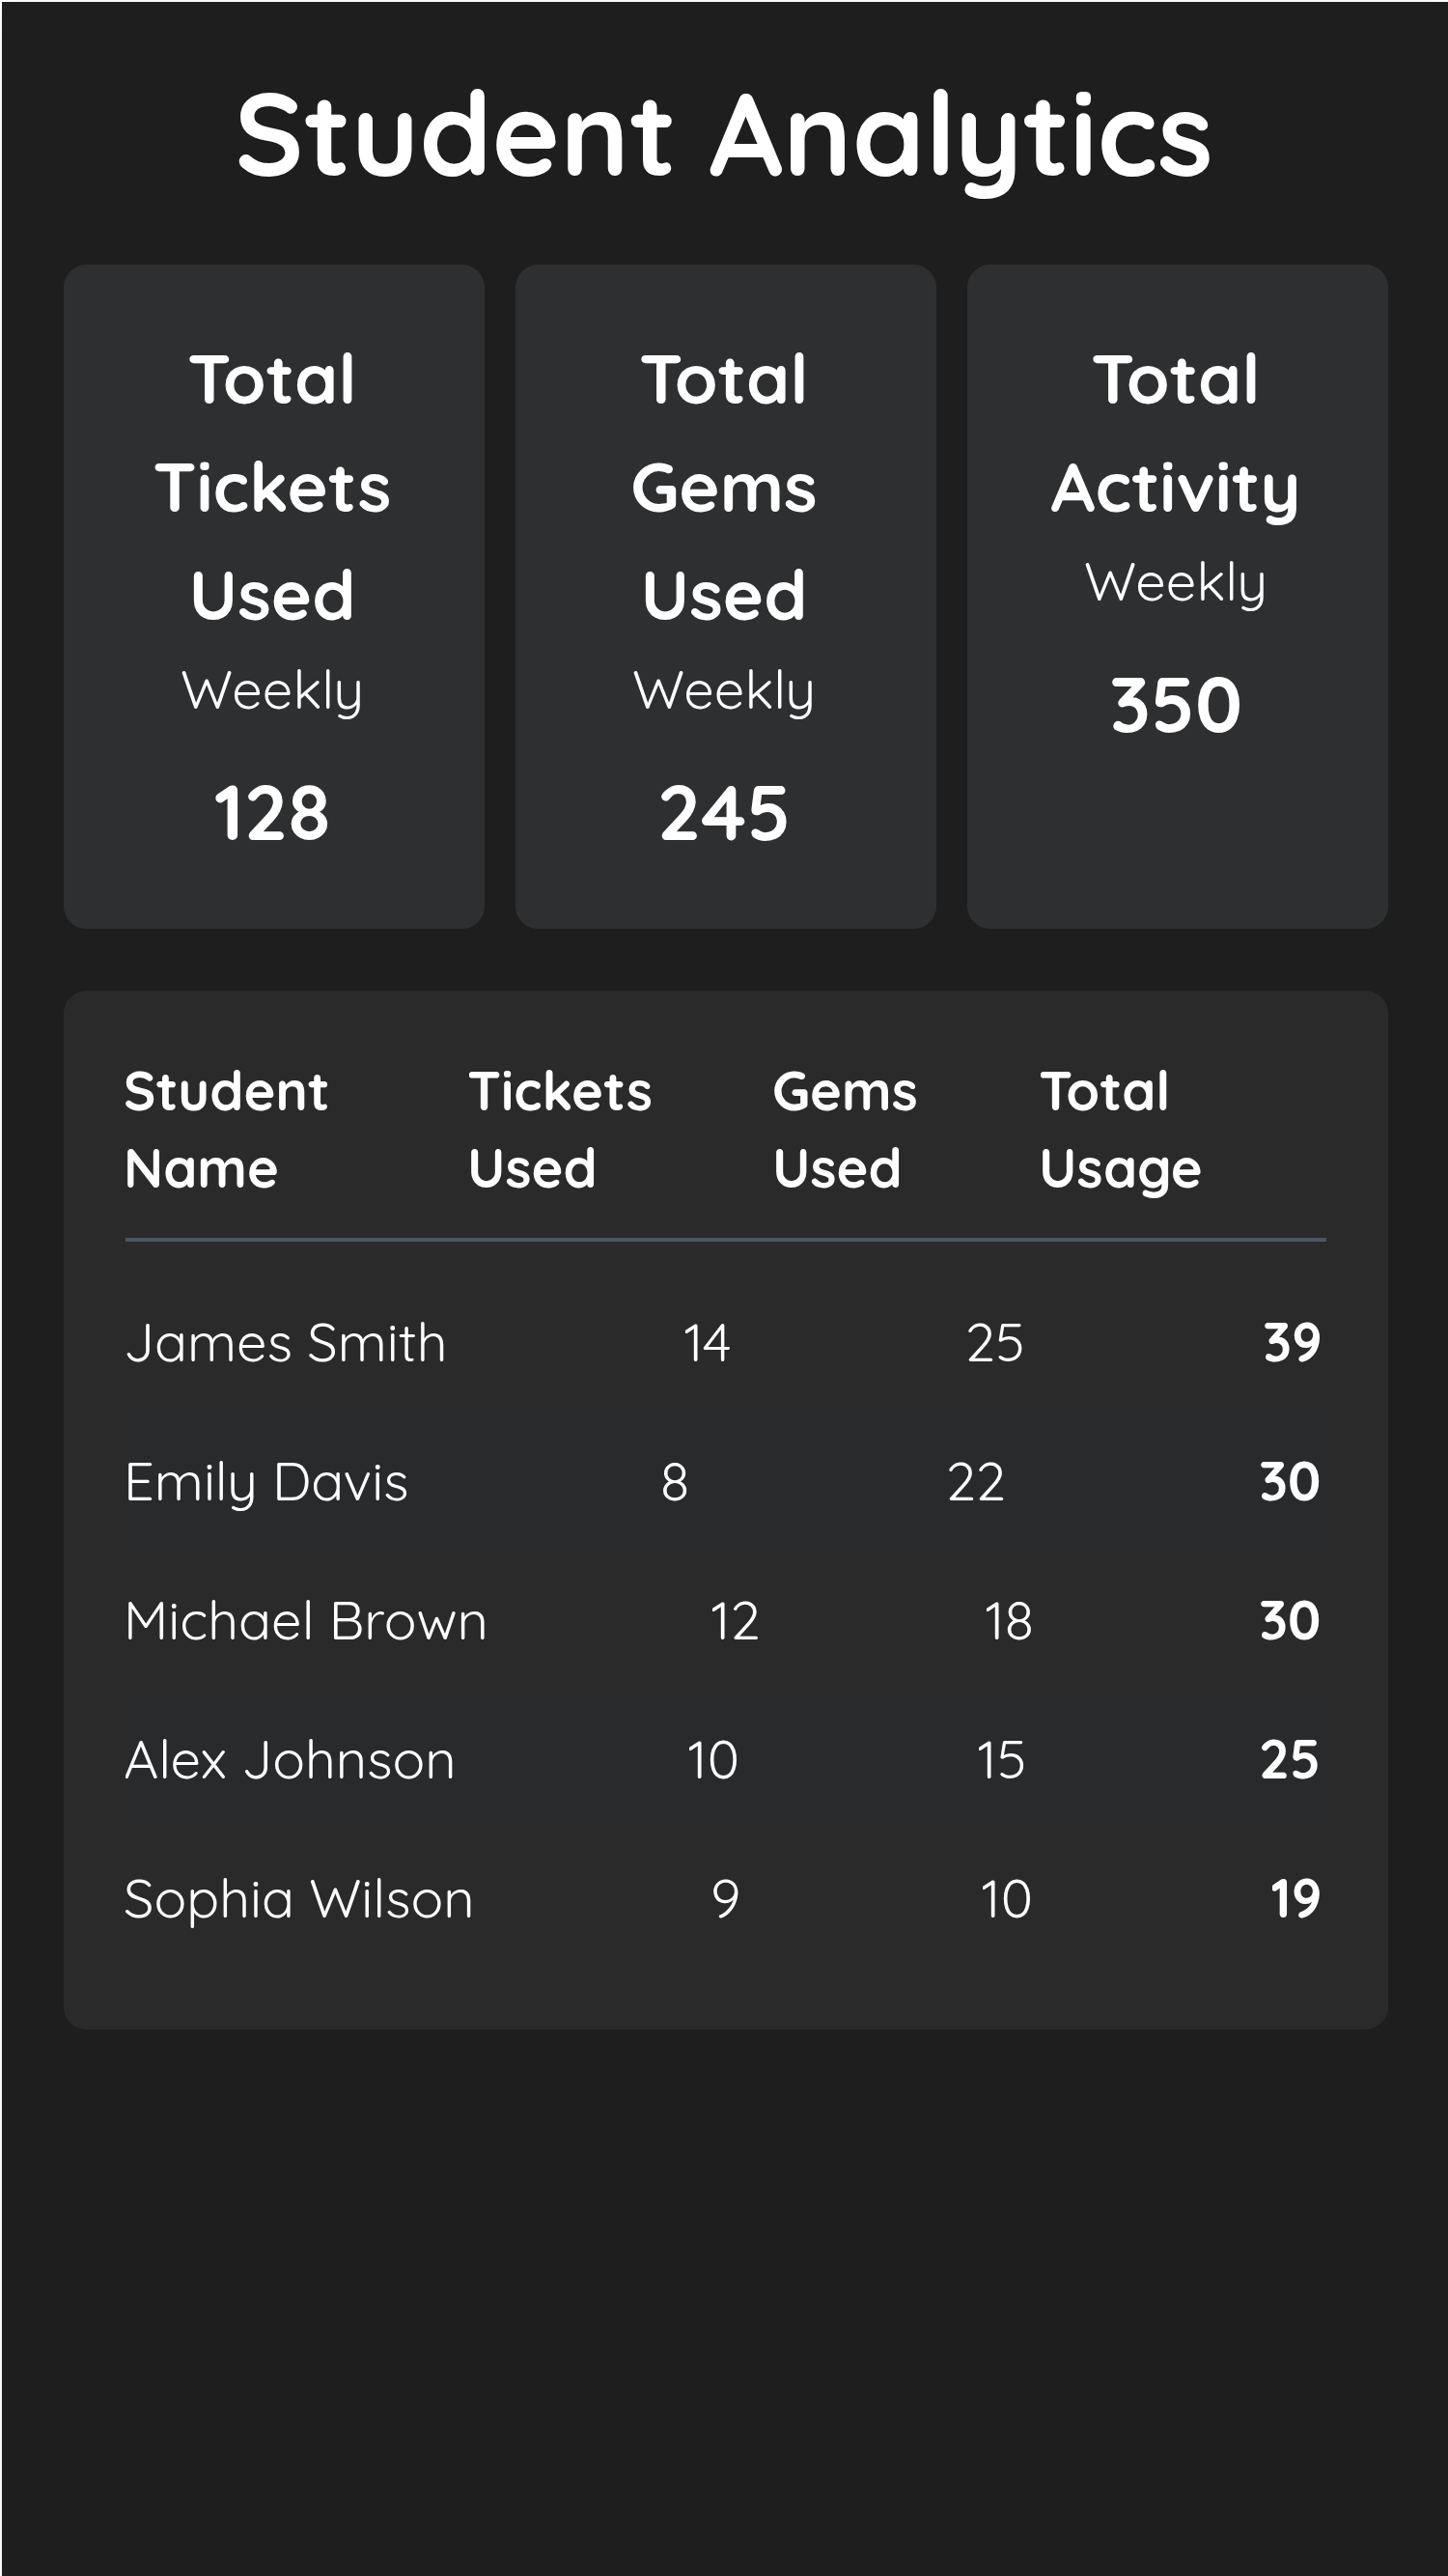 Student Analytics
Total
Tickets
Used
Weekly
128
Total
Gems
Used
Weekly
245
Total
Activity
Weekly
350
Student Name Tickets Used Gems Used Total Usage
James Smith 14 25 39
Emily Davis 8 22 30
Michael Brown 12 18 30
Alex Johnson 10 15 25
Sophia Wilson 9 10 19